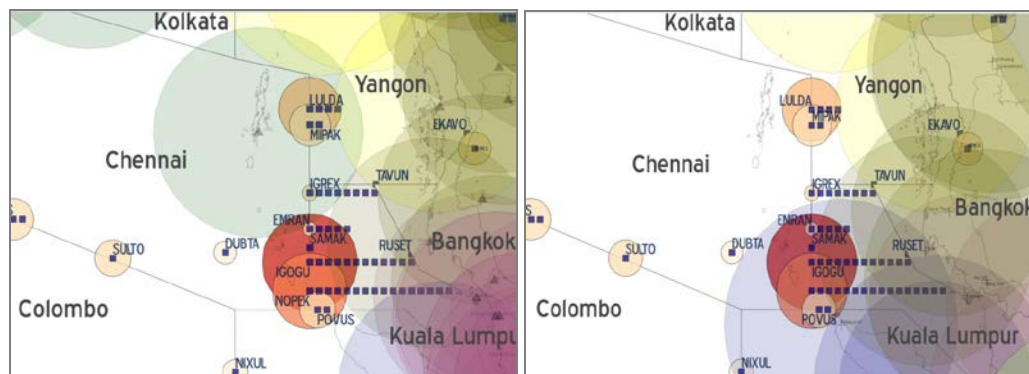 Kolkata
Yangon
LULDA
MIPAK
EKAVO
Chennai
IGREX
TAVUN
EMRAN
SAMAK
SULTO
DUBTA
RUSET
Bangkok
IGOGU
NOPEK
Colombo
POVUS
Kuala Lumpu
NIXUL
Kolkata
Yangon
LULDA
MIPAK
EKAVO
Chennai
IGREX
TAVUN
EMRAN
SAMAK
SULTO
DUBTA
RUSET
Bangkok
IGOGU
Colombo
POVUS
Kuala Lumpur
NIXUL